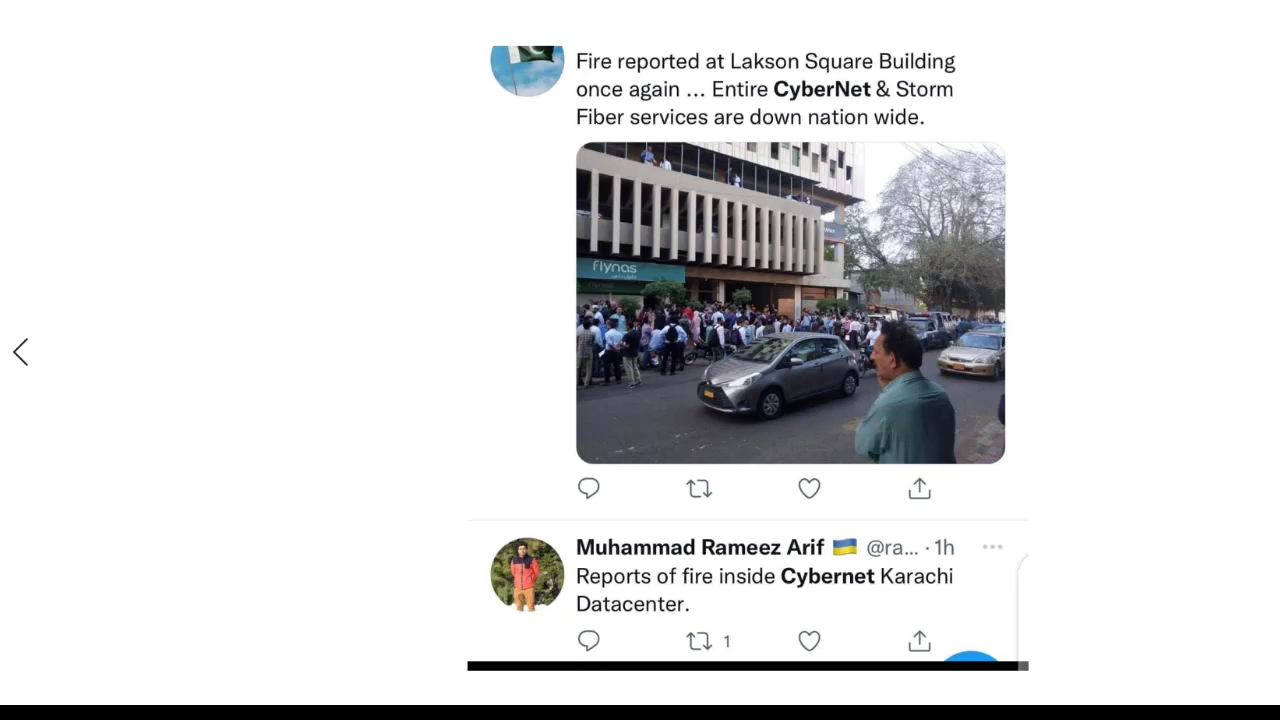 Fire reported at Lakson Square Building
once again ... Entire CyberNet & Storm
Fiber services are down nation wide.
flynas
Muhammad Rameez Arif @ra... · 1h
Reports of fire inside Cybernet Karachi
Datacenter.
1